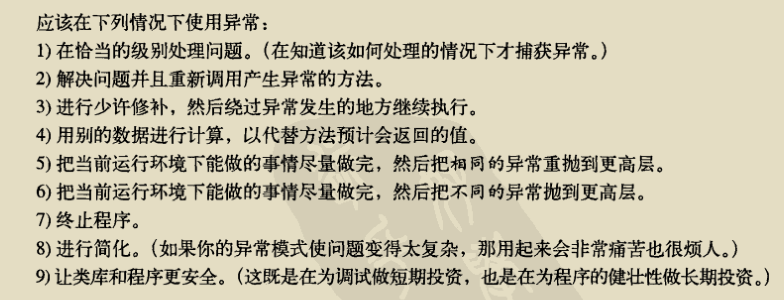 应该在下列情况下使用异常：
1) 在恰当的级别处理问题。（在知道该如何处理的情况下才捕获异常。）
2) 解决问题并且重新调用产生异常的方法。
3) 进行少许修补，然后绕过异常发生的地方继续执行。
4) 用别的数据进行计算，以代替方法预计会返回的值。
5) 把当前运行环境下能做的事情尽量做完，然后把相同的异常重抛到更高层。
6) 把当前运行环境下能做的事情尽量做完，然后把不同的异常抛到更高层。
7) 终止程序。
8) 进行简化。（如果你的异常模式使问题变得太复杂，那用起来会非常痛苦也很烦人。）
9) 让类库和程序更安全。（这既是在为调试做短期投资，也是在为程序的健壮性做长期投资。）